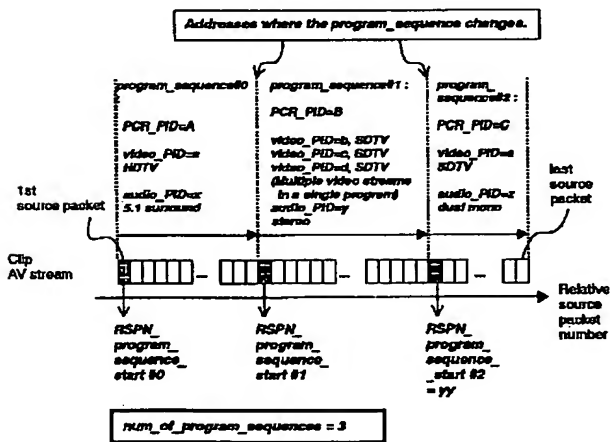 Addresses where the program_sequence changes.
program_sequence#0
:
PCR_PID=A
video_PID=a
HDTV
audio_PID=x
5.1 surround
program_sequence#1 :
PCR_PID=B
video_PID=b, SDTV
video_PID=c, SDTV
video_PID=d, SDTV
(Multiple video streams
in a single program)
audio_PID=y
stereo
program_
sequence#2 :
PCR_PID=C
video_PID=e
SDTV
audio_PID=z
dual mono
1st
source packet
last
source
packet
Clip
AV stream
Relative
source
packet
number
RSPN_
program_
sequence_
start #0
RSPN_
program_
sequence_
start #1
RSPN_
program_
sequence_
_start #2
= yy
num_of_program_sequences = 3